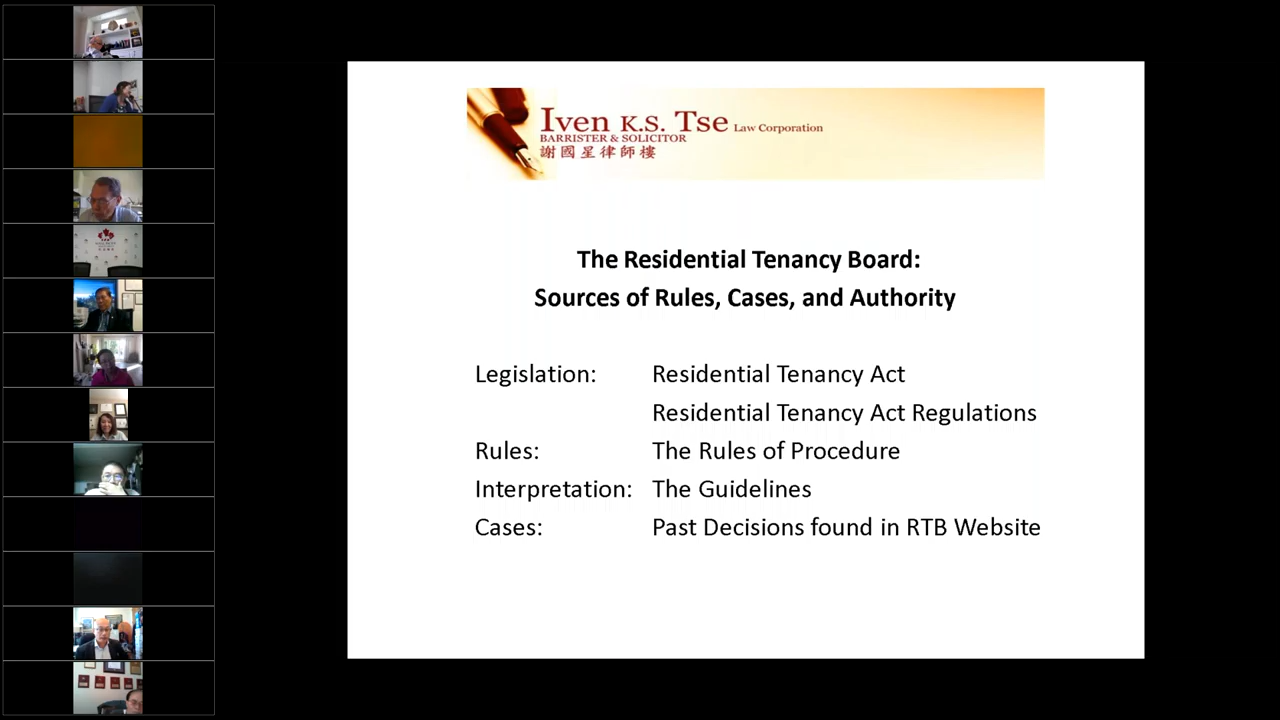 Iven K.S. Tse Law Corporation
BARRISTER & SOLICITOR
謝國星律師樓
The Residential Tenancy Board:
Sources of Rules, Cases, and Authority
Legislation: Residential Tenancy Act
Residential Tenancy Act Regulations
Rules: The Rules of Procedure
Interpretation: The Guidelines
Cases: Past Decisions found in RTB Website